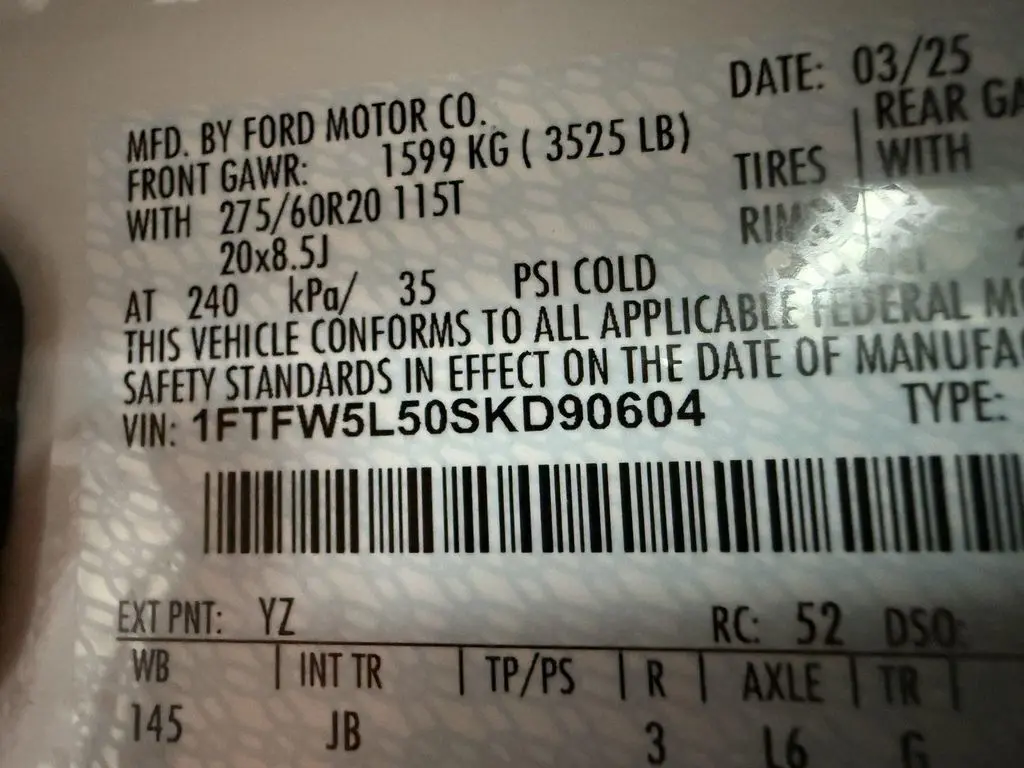 DATE: 03/25
MFD. BY FORD MOTOR CO.
FRONT GAWR: 1599 KG ( 3525 LB)
REAR
WITH 275/60R20 115T
TIRES WITH
20x8.5J
AT 240 kPa/ 35 PSI COLD
THIS VEHICLE CONFORMS TO ALL APPLICABLE FEDERAL
SAFETY STANDARDS IN EFFECT ON THE DATE OF
VIN: 1FTFW5L50SKD90604
TYPE:
EXT PNT: YZ RC: 52 DSO:
WB | INT TR | TP/PS | R | AXLE | TR |
145 JB 3 L6 G